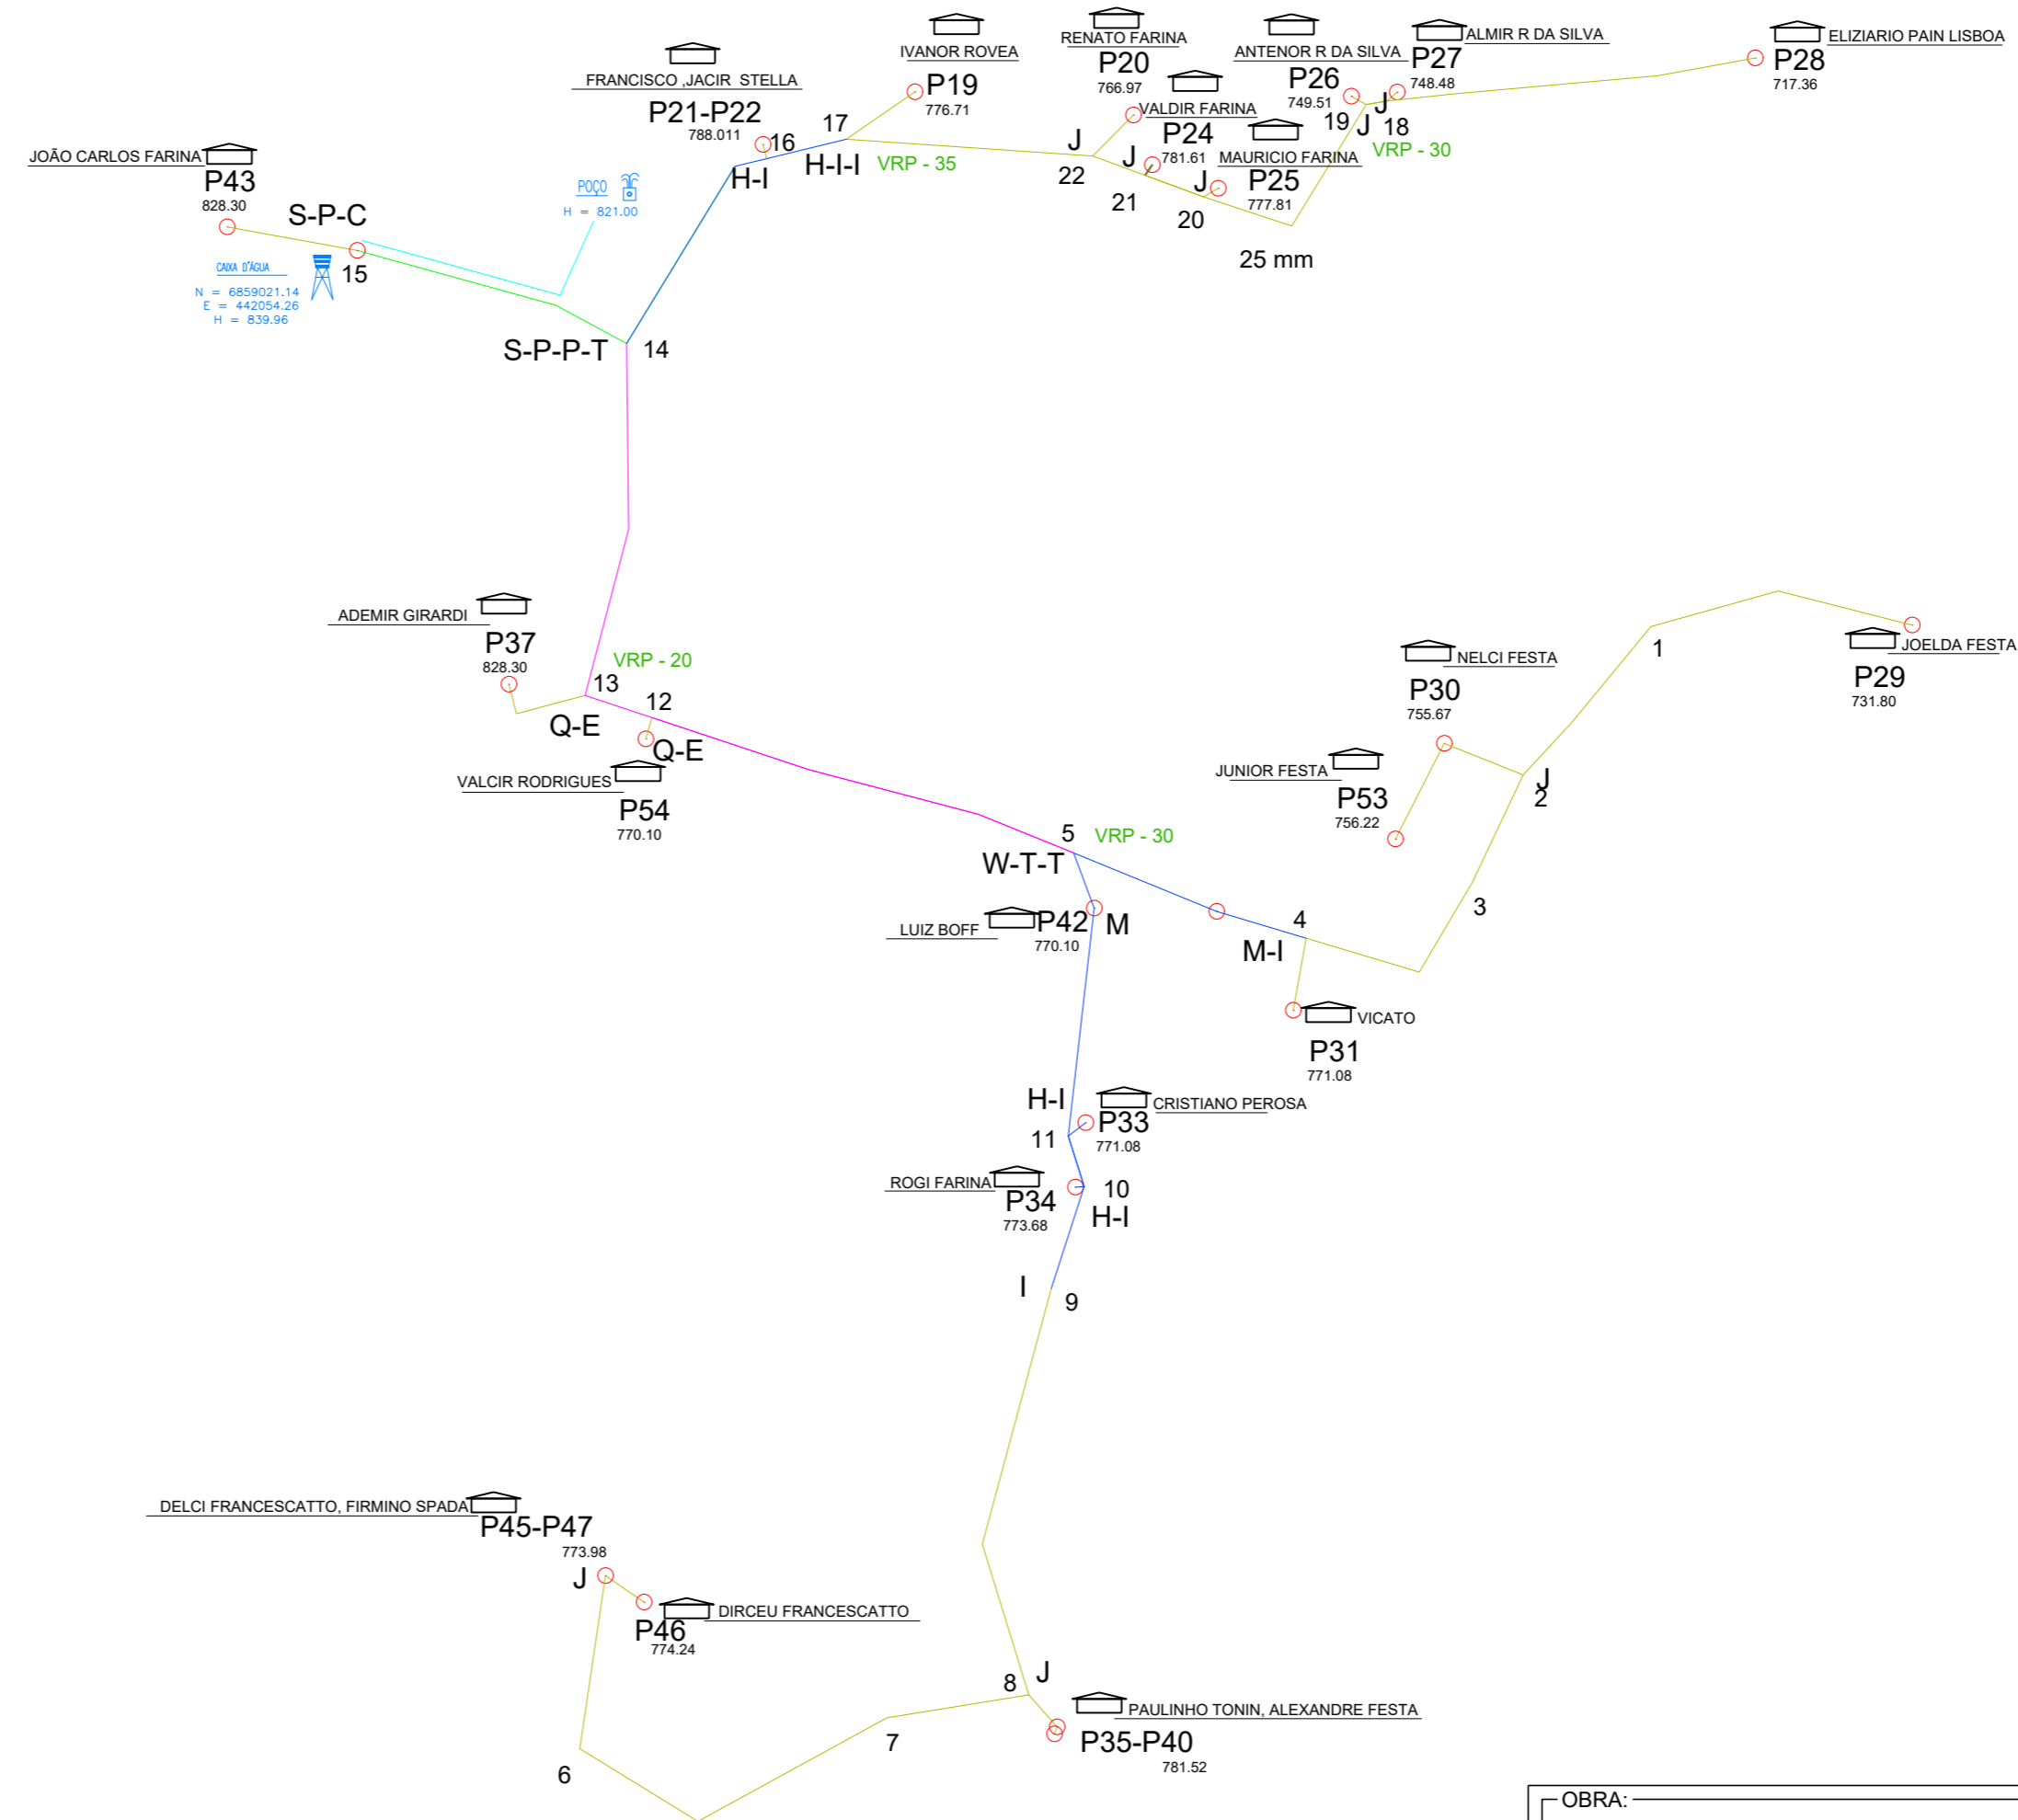 RENATO FARINA
P20
766.97
IVANOR ROVEA
P19
776.71
ANTENOR R DA SILVA
P26
749.51
ALMIR R DA SILVA
P27
748.48
ELIZIARIO PAIN LISBOA
P28
717.36
FRANCISCO ,JACIR STELLA
P21-P22
788.011
VALDIR FARINA
P24
781.61
MAURICIO FARINA
P25
777.81
16
17
H-I
H-I-I
VRP - 35
J
22
J
21
J
20
19
J
J
18
VRP - 30
25 mm
JOÃO CARLOS FARINA
P43
828.30
S-P-C
15
POÇO
H = 821.00
CAIXA D'ÁGUA
N = 6859021.14
E = 442054.26
H = 839.96
S-P-P-T
14
ADEMIR GIRARDI
P37
828.30
VRP - 20
13
12
Q-E
Q-E
VALCIR RODRIGUES
P54
770.10
1
JOELDA FESTA
P29
731.80
NELCI FESTA
P30
755.67
JUNIOR FESTA
P53
756.22
J
2
3
5
VRP - 30
W-T-T
LUIZ BOFF
P42
770.10
M
4
M-I
VICATO
P31
771.08
H-I
11
CRISTIANO PEROSA
P33
771.08
ROGI FARINA
P34
773.68
10
H-I
I
9
DELCI FRANCESCATTO, FIRMINO SPADA
P45-P47
773.98
J
DIRCEU FRANCESCATTO
P46
774.24
8
J
PAULINHO TONIN, ALEXANDRE FESTA
P35-P40
781.52
7
6
OBRA: